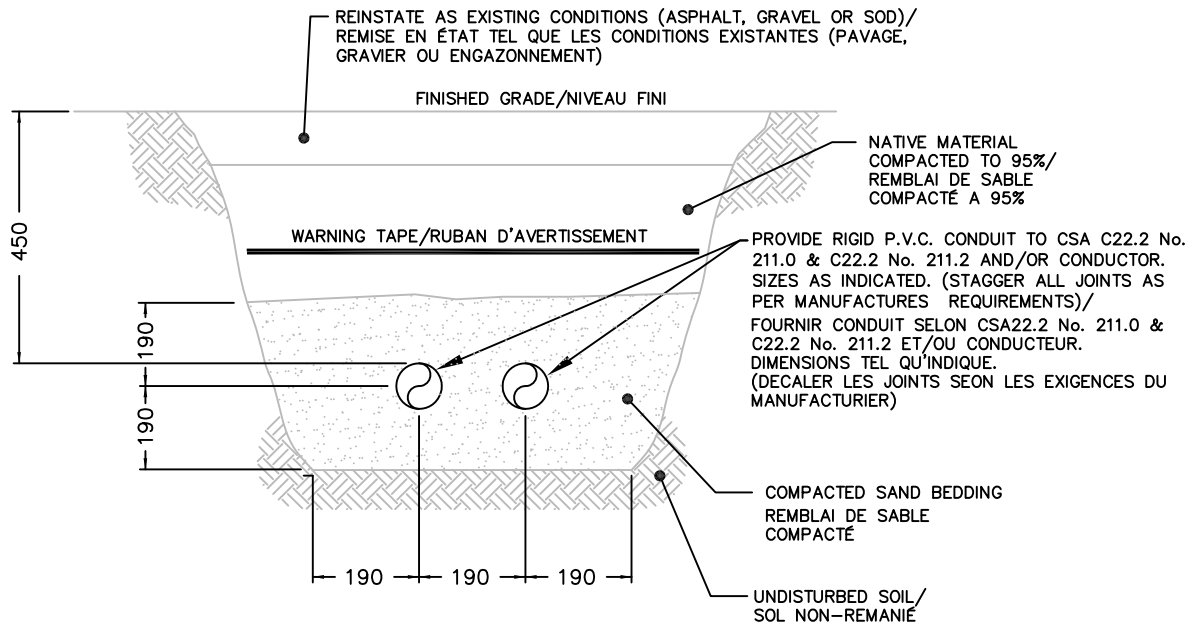 REINSTATE AS EXISTING CONDITIONS (ASPHALT, GRAVEL OR SOD)/
REMISE EN ÉTAT TEL QUE LES CONDITIONS EXISTANTES (PAVAGE,
GRAVIER OU ENGAZONNEMENT)
FINISHED GRADE/NIVEAU FINI
NATIVE MATERIAL
COMPACTED TO 95%/
REMBLAI DE SABLE
COMPACTÉ A 95%
450
WARNING TAPE/RUBAN D'AVERTISSEMENT
PROVIDE RIGID P.V.C. CONDUIT TO CSA C22.2 No.
211.0 & C22.2 No. 211.2 AND/OR CONDUCTOR.
SIZES AS INDICATED. (STAGGER ALL JOINTS AS
PER MANUFACTURES REQUIREMENTS)/
FOURNIR CONDUIT SELON CSA22.2 No. 211.0 &
C22.2 No. 211.2 ET/OU CONDUCTEUR.
DIMENSIONS TEL QU'INDIQUE.
(DECALER LES JOINTS SEON LES EXIGENCES DU
MANUFACTURIER)
190
190
COMPACTED SAND BEDDING
REMBLAI DE SABLE
COMPACTÉ
190
190
190
UNDISTURBED SOIL/
SOL NON-REMANIÉ